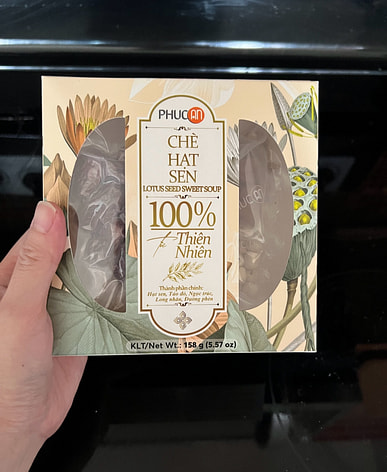 PHUCAN
CHÈ
HẠT
SEN
LOTUS SEED SWEET SOUP
100%
Từ Thiên
Nhiên
Thành phần chính:
Hạt sen, Táo đỏ, Ngọc trúc,
Long nhãn, Đường phèn
KLT/Net Wt.: 158 g (5.57 oz)